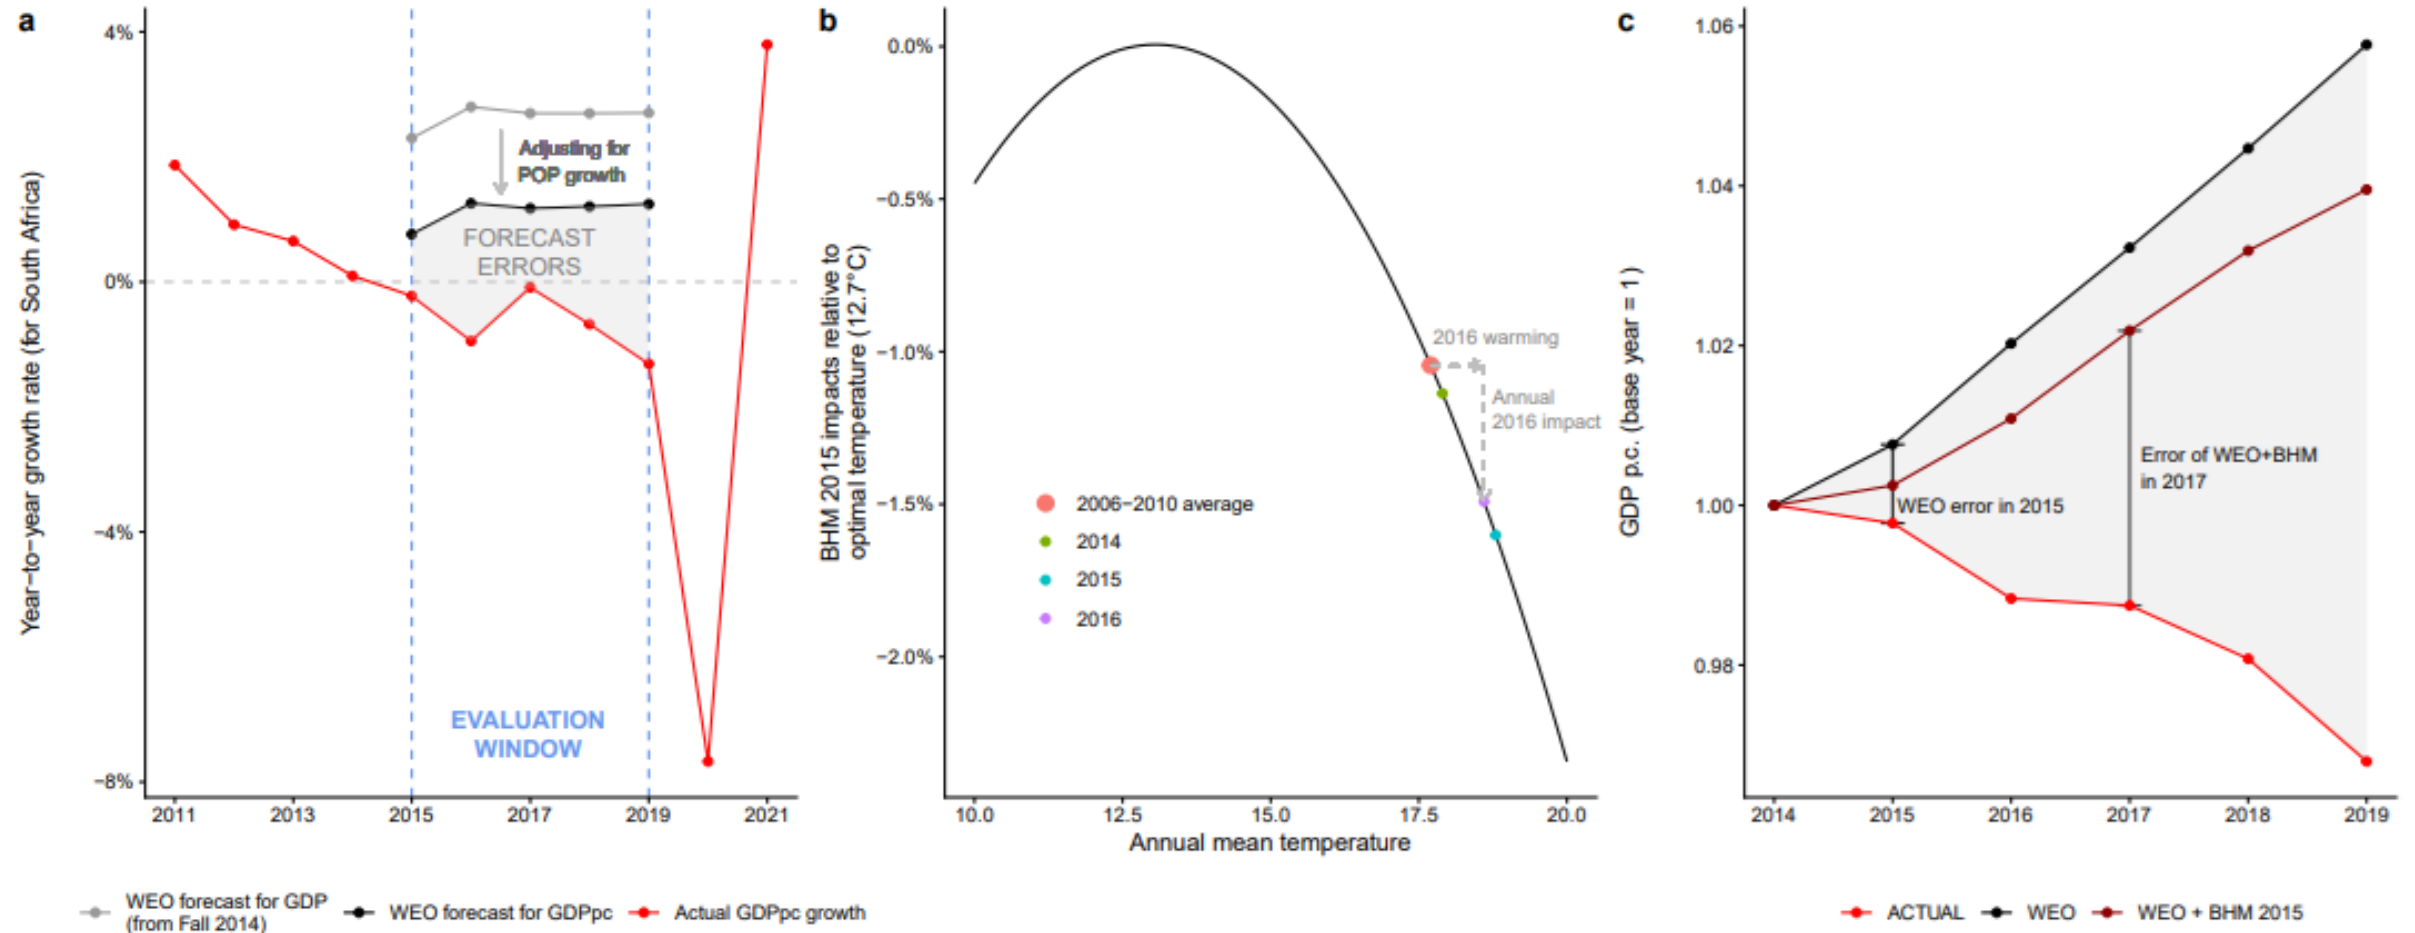 a
Year−to−year growth rate (for South Africa)
4%
0%
−4%
−8%
Adjusting for
POP growth
FORECAST
ERRORS
EVALUATION
WINDOW
2011
2013
2015
2017
2019
2021
WEO forecast for GDP
(from Fall 2014)
WEO forecast for GDPpc
Actual GDPpc growth
b
BHM 2015 impacts relative to
optimal temperature (12.7°C)
0.0%
−0.5%
−1.0%
−1.5%
−2.0%
2016 warming
Annual
2016 impact
2006−2010 average
2014
2015
2016
10.0
12.5
15.0
17.5
20.0
Annual mean temperature
c
GDP p.c. (base year = 1)
1.06
1.04
1.02
1.00
0.98
WEO error in 2015
Error of WEO+BHM
in 2017
2014
2015
2016
2017
2018
2019
ACTUAL
WEO
WEO + BHM 2015